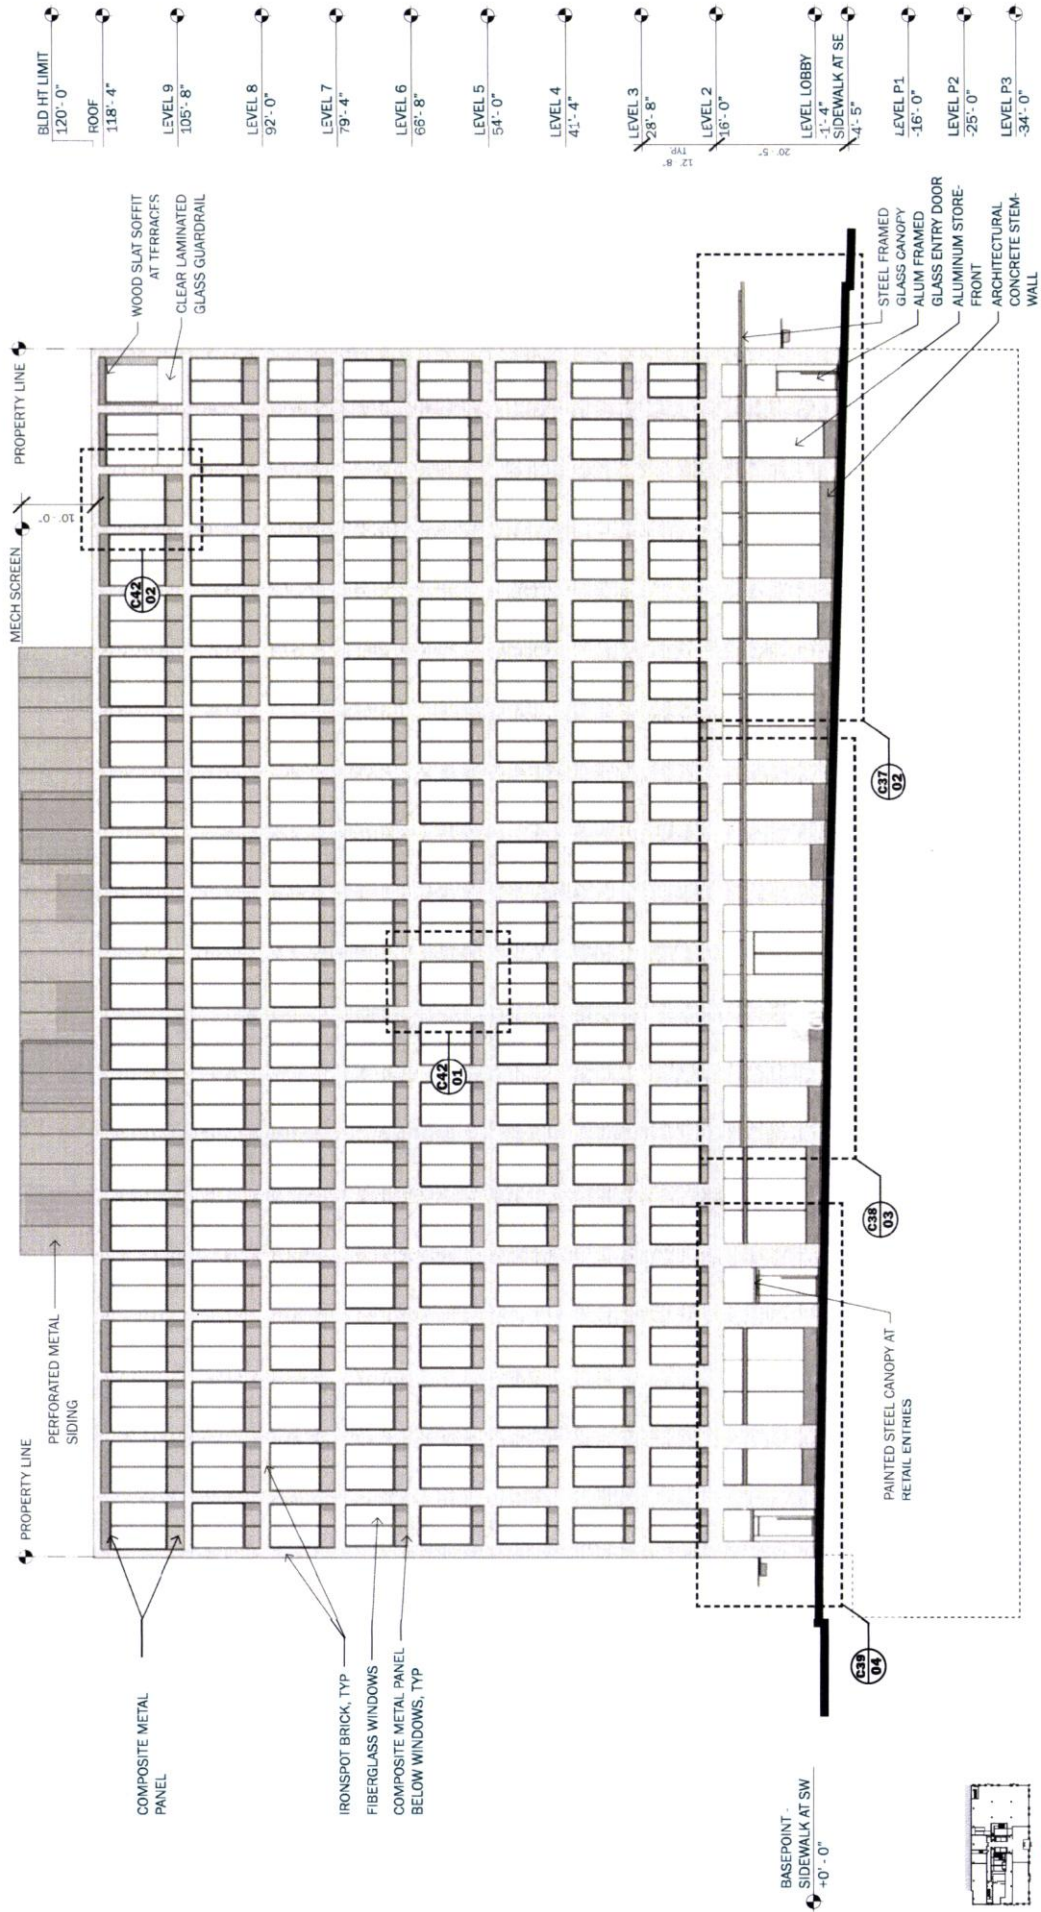 BLD HT LIMIT
120'- 0"
ROOF
118'- 4"
LEVEL 9
105'- 8"
LEVEL 8
92'- 0"
LEVEL 7
79'- 4"
LEVEL 6
66'- 8"
LEVEL 5
54'- 0"
LEVEL 4
41'- 4"
LEVEL 3
28'- 8"
LEVEL 2
16'- 0"
LEVEL LOBBY
-1'- 4"
SIDEWALK AT SE
-4'- 5"
LEVEL P1
-16'- 0"
LEVEL P2
-25'- 0"
LEVEL P3
-34'- 0"
12'- 8"
TYP.
20'- 5"
PROPERTY LINE
MECH SCREEN
10'- 0"
WOOD SLAT SOFFIT
AT TERRACES
CLEAR LAMINATED
GLASS GUARDRAIL
STEEL FRAMED
GLASS CANOPY
ALUM FRAMED
GLASS ENTRY DOOR
ALUMINUM STORE-
FRONT
ARCHITECTURAL
CONCRETE STEM-
WALL
C42
02
C42
01
C37
02
C38
03
C39
04
PROPERTY LINE
PERFORATED METAL
SIDING
COMPOSITE METAL
PANEL
IRONSPOT BRICK, TYP
FIBERGLASS WINDOWS
COMPOSITE METAL PANEL
BELOW WINDOWS, TYP
PAINTED STEEL CANOPY AT
RETAIL ENTRIES
BASEPOINT -
SIDEWALK AT SW
+0' - 0"